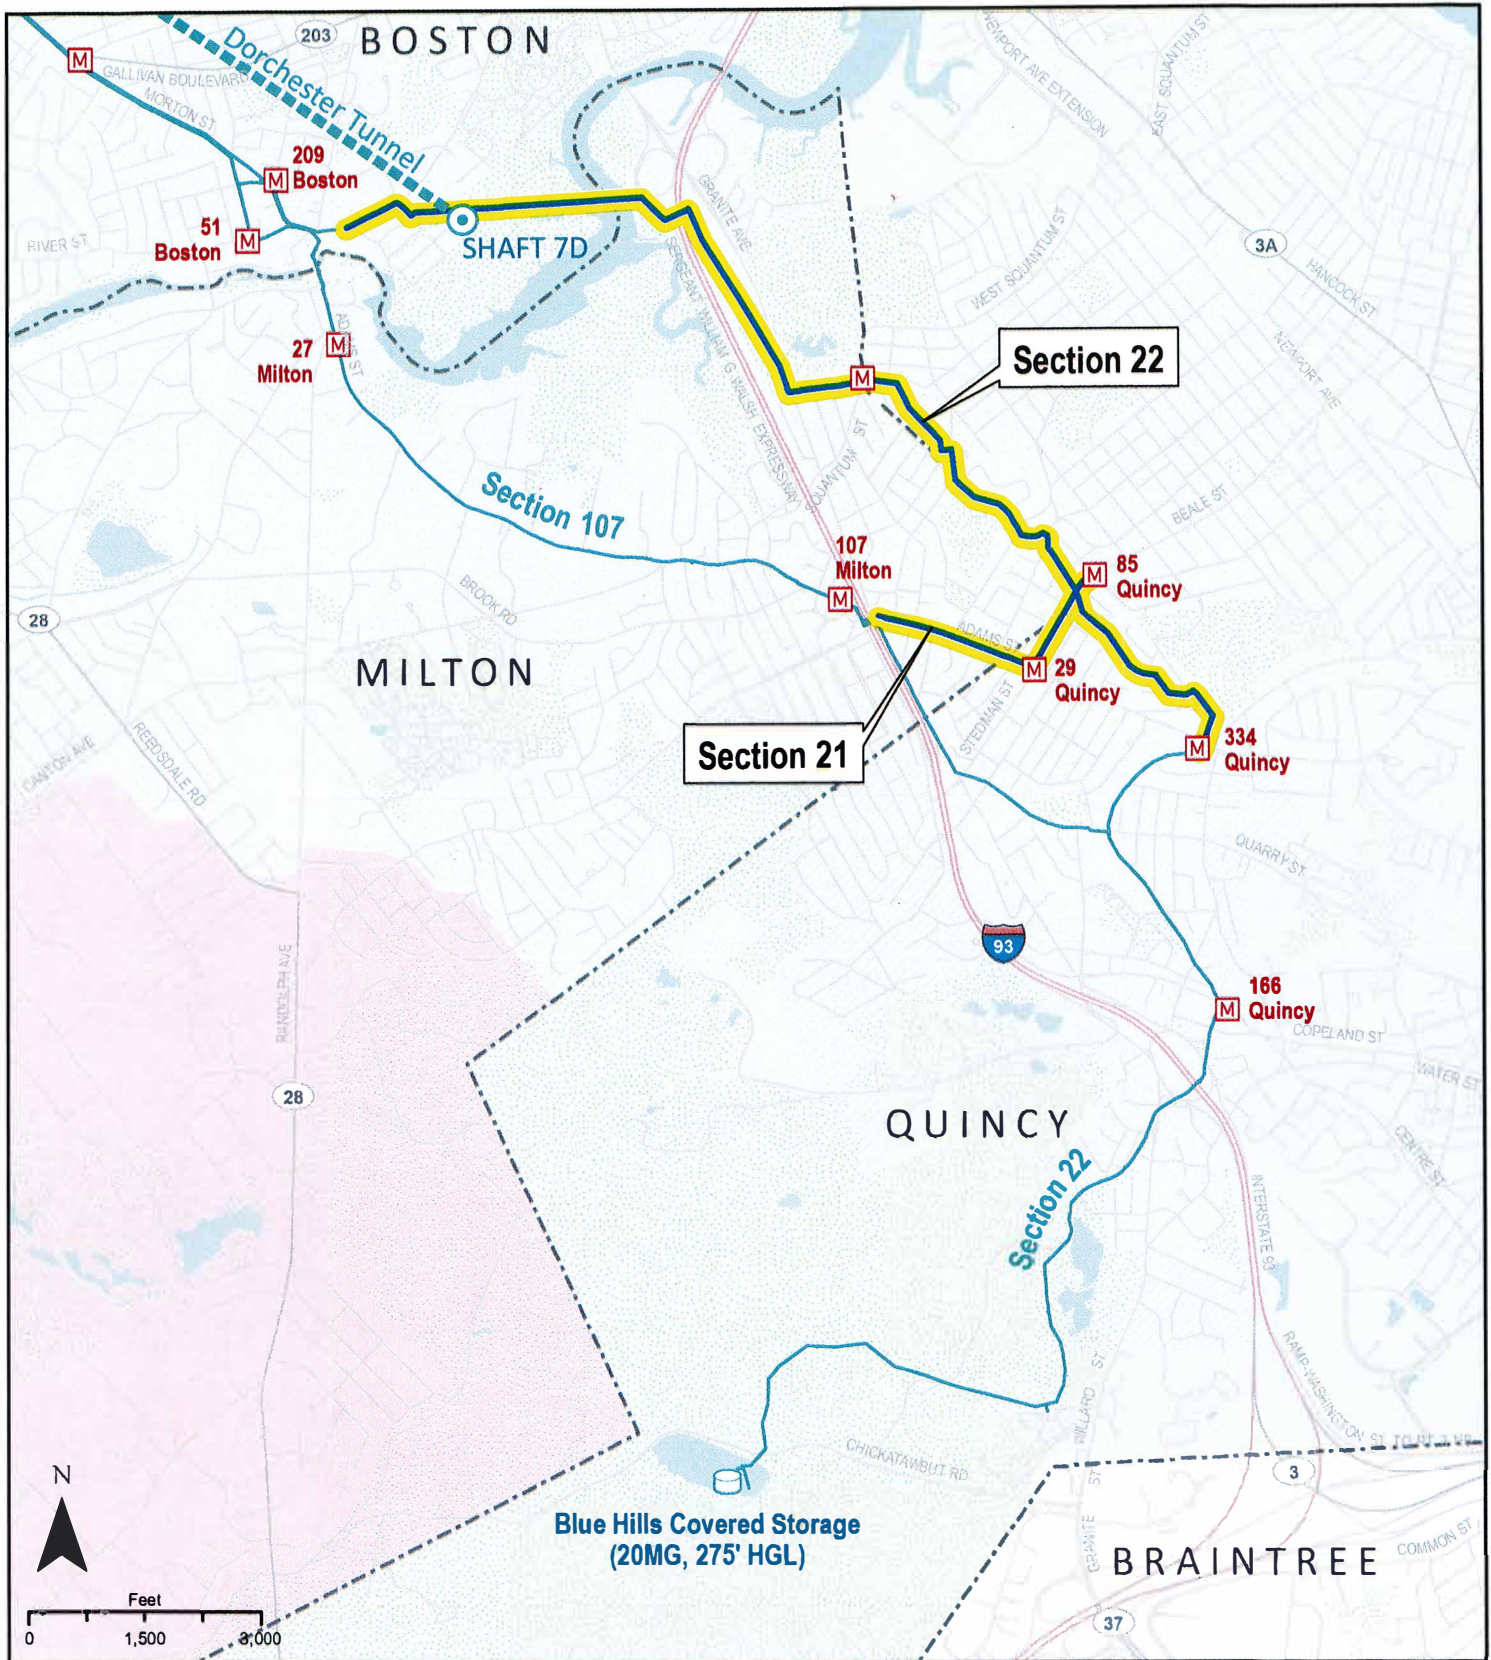 203
BOSTON
NEWPORT AVE EXTENSION
EAST SQUANTUM ST
M
GALLIVAN BOULEVARD
MORTON ST
Dorchester Tunnel
209
M Boston
51
Boston M
RIVER ST
SHAFT 7D
GRANITE AVE
SERGEANT WILLIAM G WALSH EXPRESSWAY
WEST SQUANTUM ST
3A
HANCOCK ST
NEWPORT AVE
27
Milton
M
ADAMS ST
M
Section 22
SQUANTUM ST
Section 107
BEALE ST
107
Milton
M
85
M Quincy
BROOK RD
28
ADAMS ST
29
M Quincy
STEDMAN ST
MILTON
Section 21
334
M Quincy
CANTON AVE
REEDSDALE RD
QUARRY ST
93
RANDOLPH AVE
166
M Quincy
COPELAND ST
WATER ST
28
QUINCY
CENTRE ST
Section 22
INTERSTATE 93
RAMP-WASHINGTON ST
WILLARD ST
CHICKATAWBUT RD
3
N
Blue Hills Covered Storage
(20MG, 275' HGL)
GRANITE ST
BRAINTREE
COMMON ST
37
Feet
0 1,500 3,000